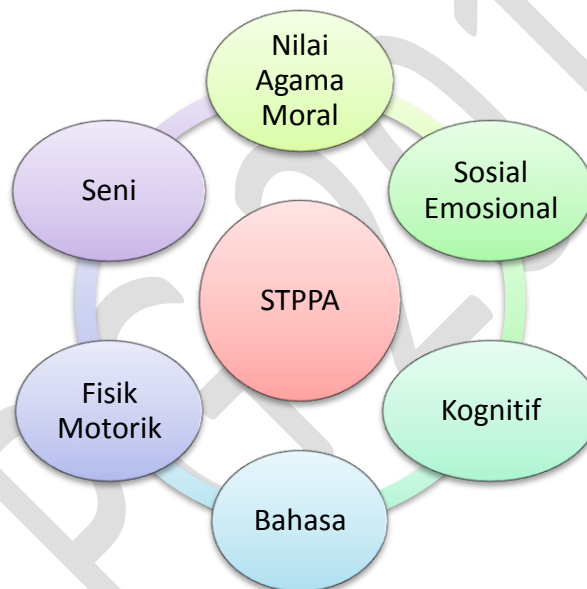 Nilai
Agama
Moral
Sosial
Emosional
Kognitif
Bahasa
Fisik
Motorik
Seni
STPPA